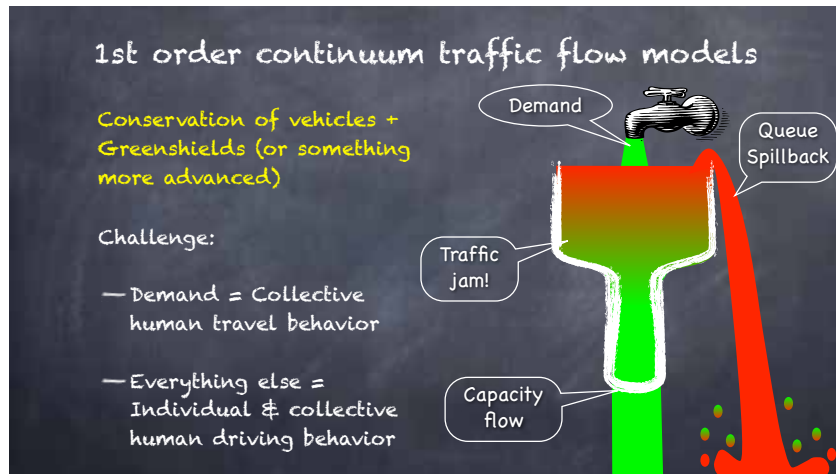 1st order continuum traffic flow models
Conservation of vehicles +
Greenshields (or something
more advanced)
Challenge:
— Demand = Collective
human travel behavior
— Everything else =
Individual & collective
human driving behavior
Demand
Queue
Spillback
Traffic
jam!
Capacity
flow